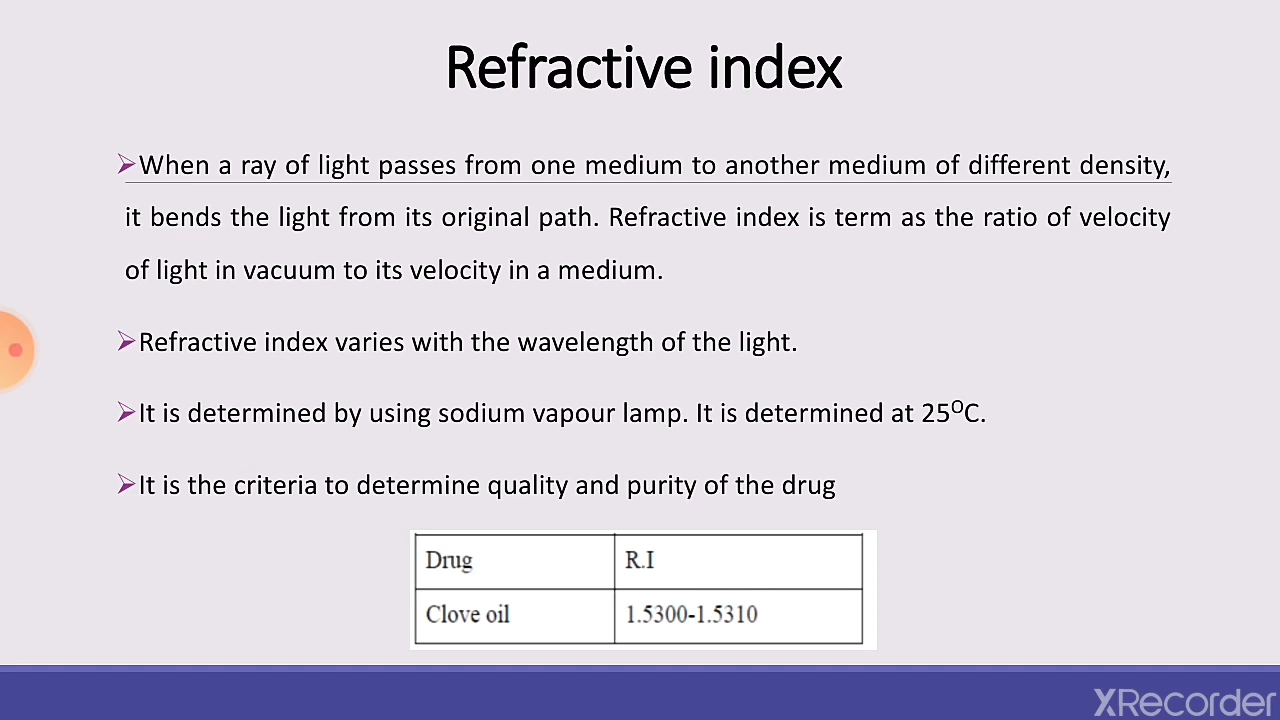 Refractive index
➢When a ray of light passes from one medium to another medium of different density,
it bends the light from its original path. Refractive index is term as the ratio of velocity
of light in vacuum to its velocity in a medium.
➢Refractive index varies with the wavelength of the light.
➢It is determined by using sodium vapour lamp. It is determined at 25ᴼC.
➢It is the criteria to determine quality and purity of the drug
Drug R.I
Clove oil 1.5300-1.5310
XRecorder